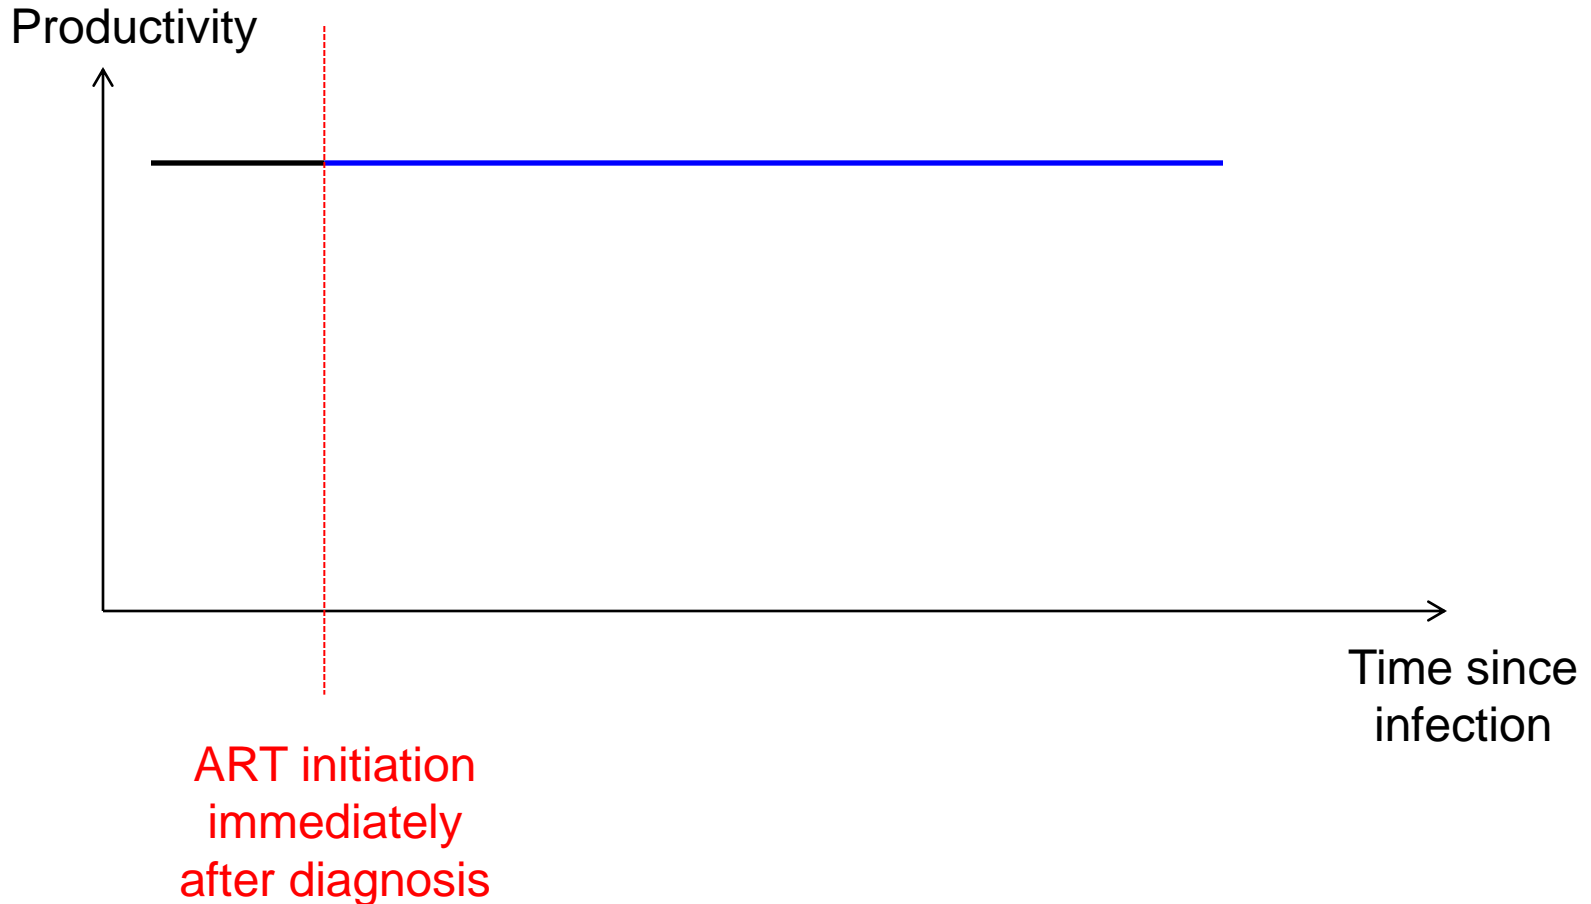 Productivity
Time since
infection
ART initiation
immediately
after diagnosis